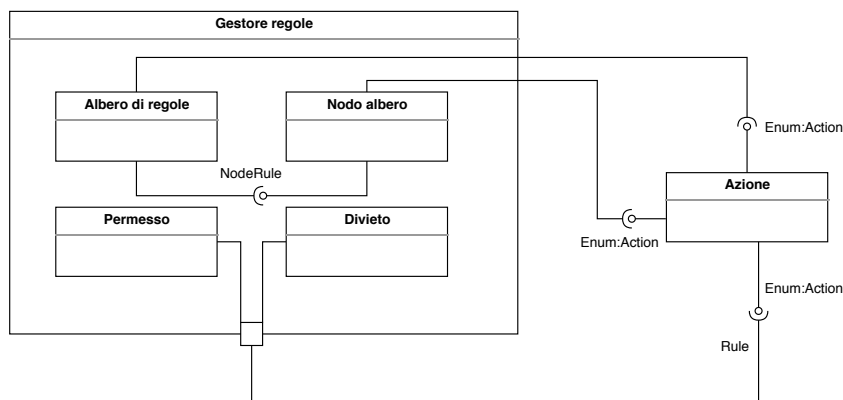 Gestore regole
Albero di regole
Nodo albero
Enum:Action
NodeRule
Azione
Permesso
Divieto
Enum:Action
Enum:Action
Rule